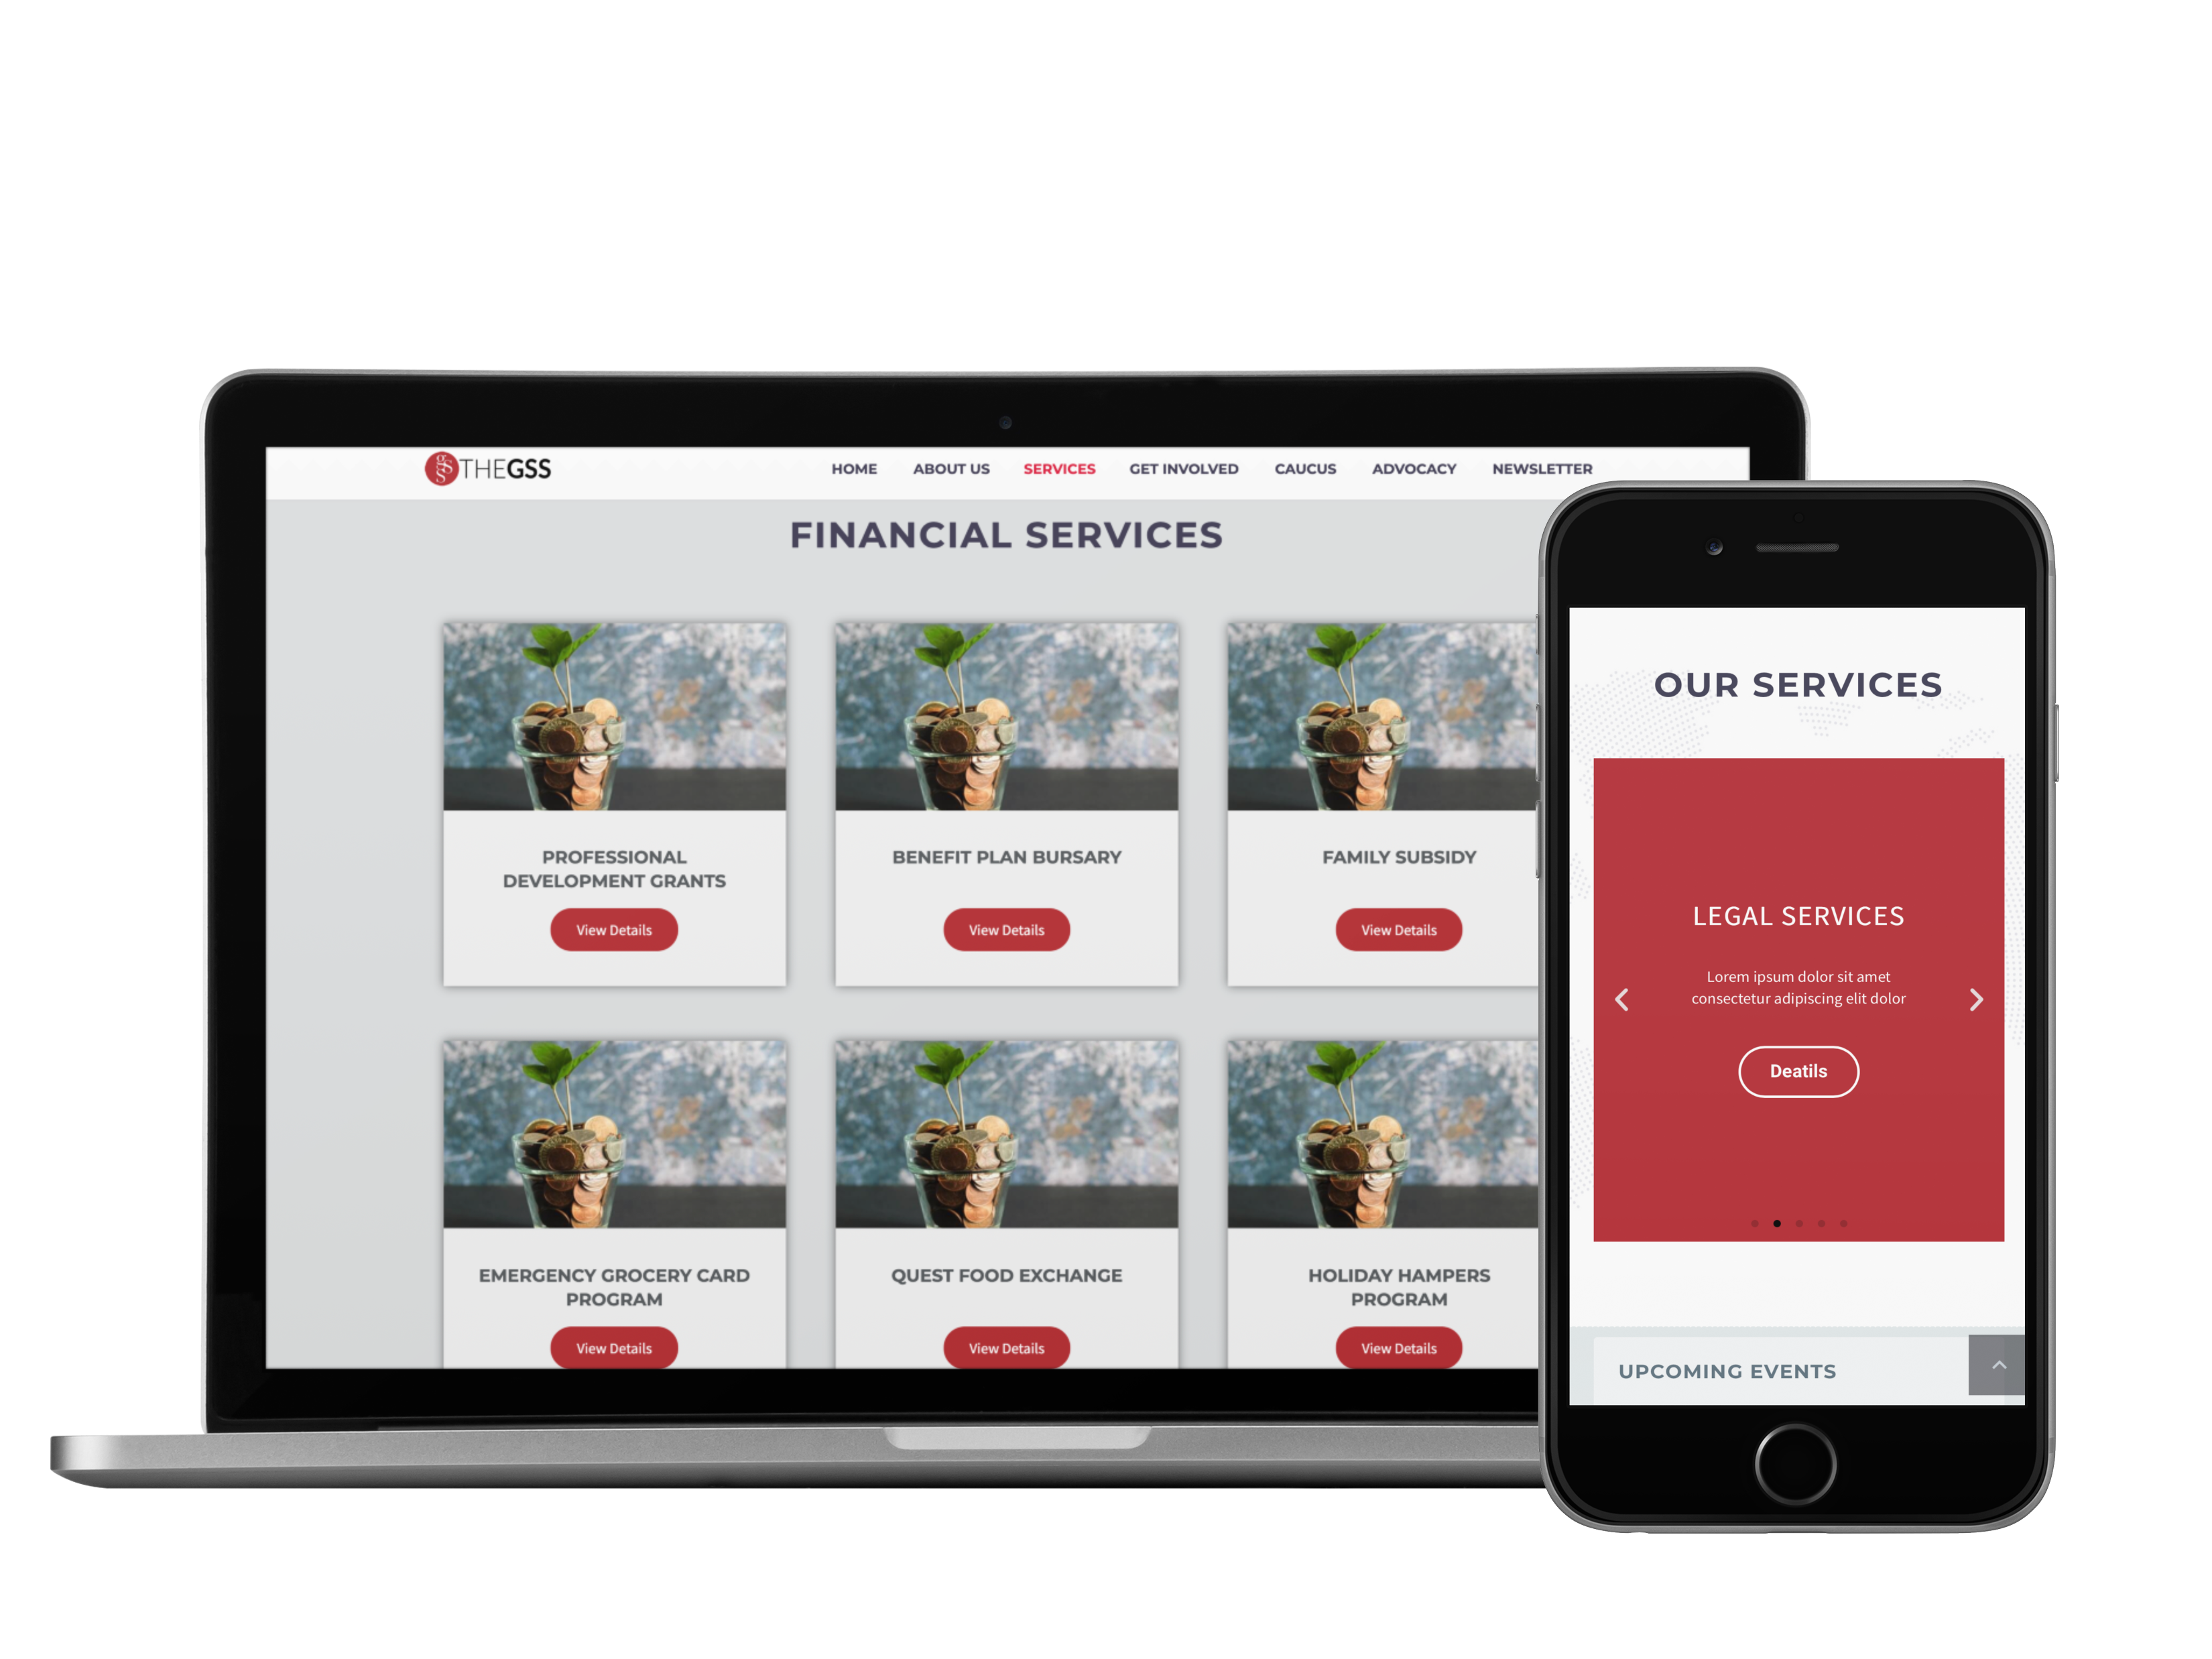 gss THEGSS
HOME ABOUT US SERVICES GET INVOLVED CAUCUS ADVOCACY NEWSLETTER
FINANCIAL SERVICES
PROFESSIONAL
DEVELOPMENT GRANTS
View Details
BENEFIT PLAN BURSARY
View Details
FAMILY SUBSIDY
View Details
EMERGENCY GROCERY CARD
PROGRAM
View Details
QUEST FOOD EXCHANGE
View Details
HOLIDAY HAMPERS
PROGRAM
View Details
OUR SERVICES
LEGAL SERVICES
Lorem ipsum dolor sit amet
consectetur adipiscing elit dolor
Deatils
UPCOMING EVENTS